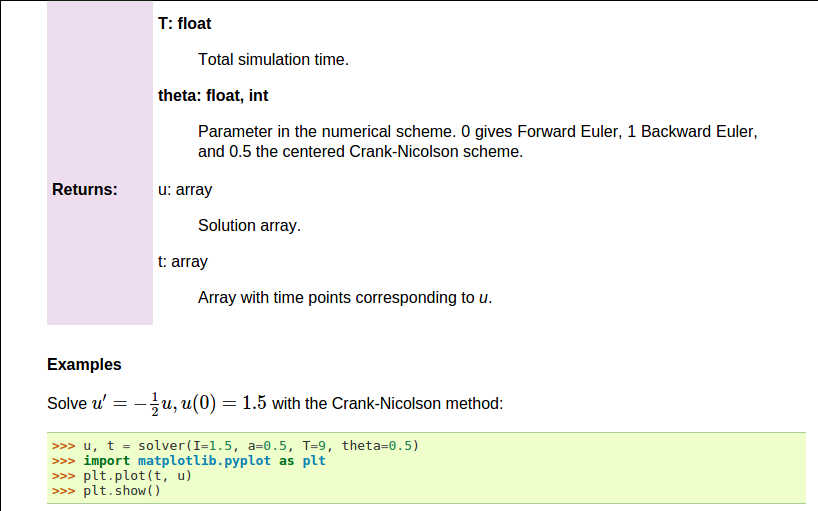 T: float
Total simulation time.
theta: float, int
Parameter in the numerical scheme. 0 gives Forward Euler, 1 Backward Euler,
and 0.5 the centered Crank-Nicolson scheme.
Returns: u: array
Solution array.
t: array
Array with time points corresponding to u.
Examples
Solve u′ = −½u, u(0) = 1.5 with the Crank-Nicolson method:
>>> u, t = solver(I=1.5, a=0.5, T=9, theta=0.5)
>>> import matplotlib.pyplot as plt
>>> plt.plot(t, u)
>>> plt.show()